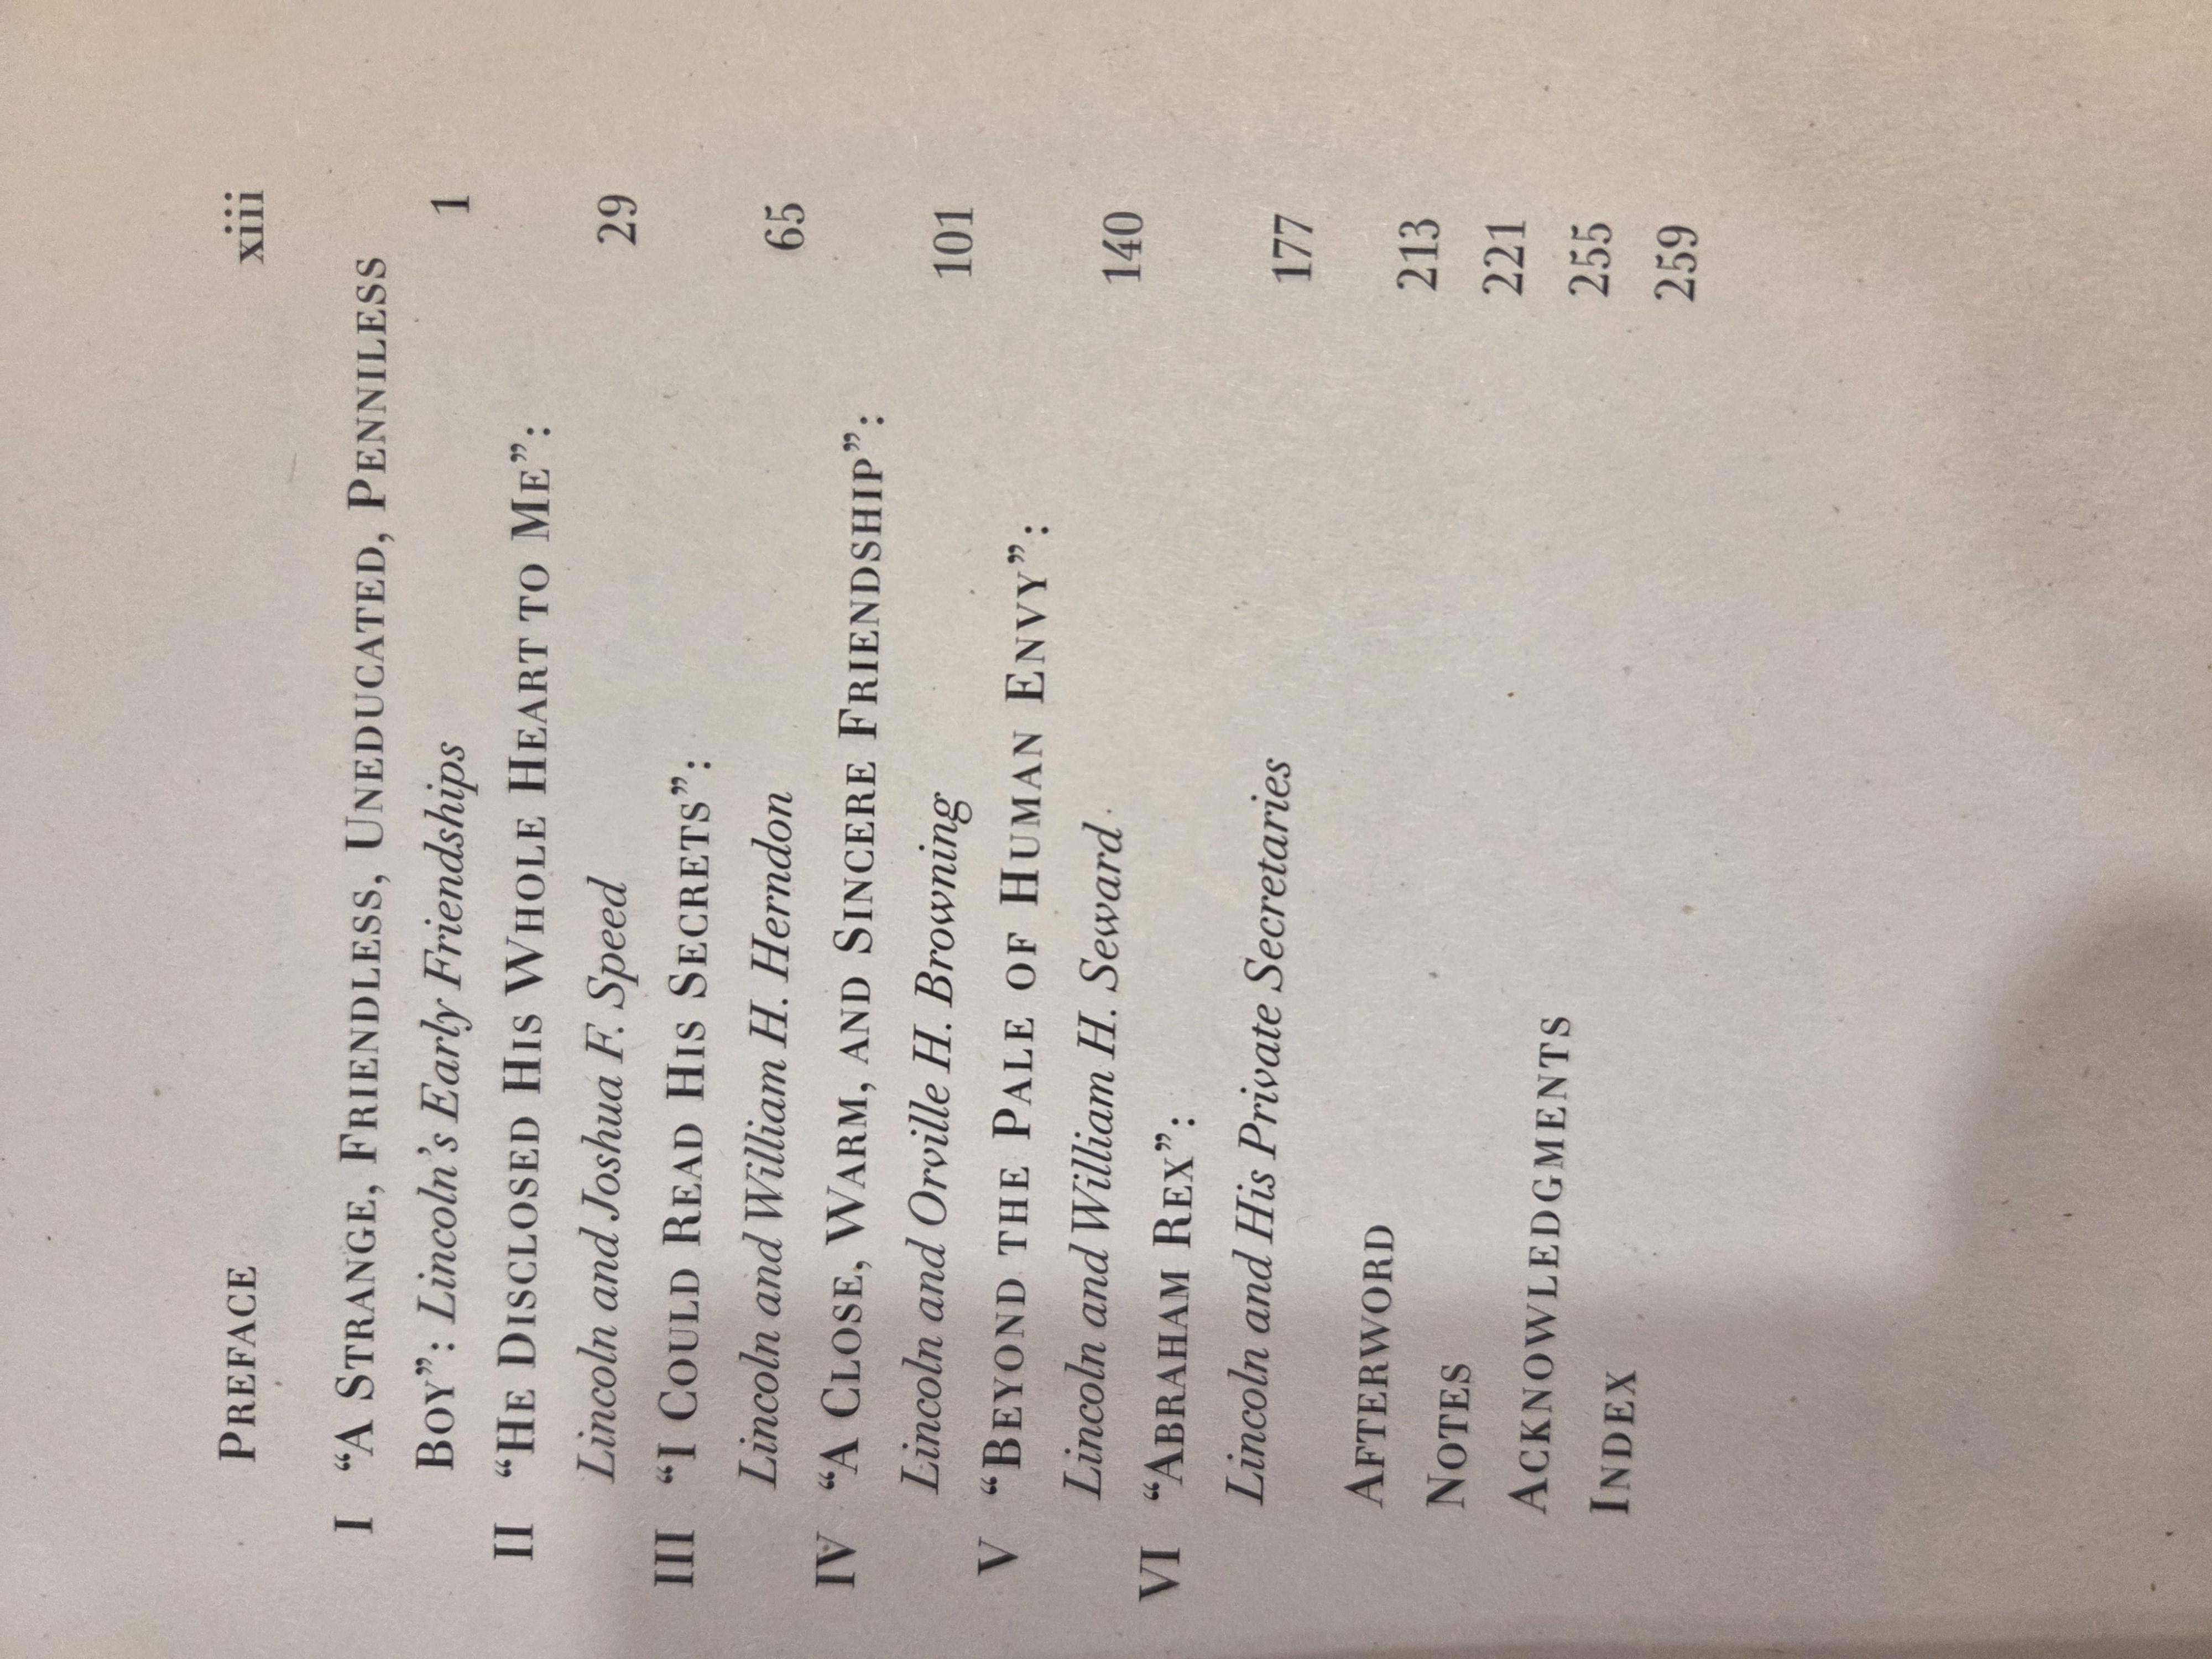 PREFACE xiii
I “A STRANGE, FRIENDLESS, UNEDUCATED, PENNILESS
BOY”: Lincoln’s Early Friendships 1
II “HE DISCLOSED HIS WHOLE HEART TO ME”:
Lincoln and Joshua F. Speed 29
III “I COULD READ HIS SECRETS”:
Lincoln and William H. Herndon 65
IV “A CLOSE, WARM, AND SINCERE FRIENDSHIP”:
Lincoln and Orville H. Browning 101
V “BEYOND THE PALE OF HUMAN ENVY”:
Lincoln and William H. Seward 140
VI “ABRAHAM REX”:
Lincoln and His Private Secretaries 177
AFTERWORD 213
NOTES 221
ACKNOWLEDGMENTS 255
INDEX 259